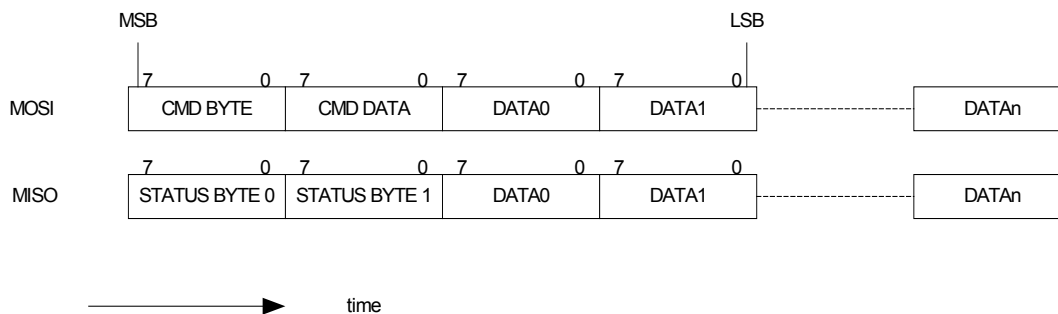 MSB LSB
7 0 7 0 7 0 7 0
MOSI CMD BYTE CMD DATA DATA0 DATA1 DATAn
7 0 7 0 7 0 7 0
MISO STATUS BYTE 0 STATUS BYTE 1 DATA0 DATA1 DATAn
time